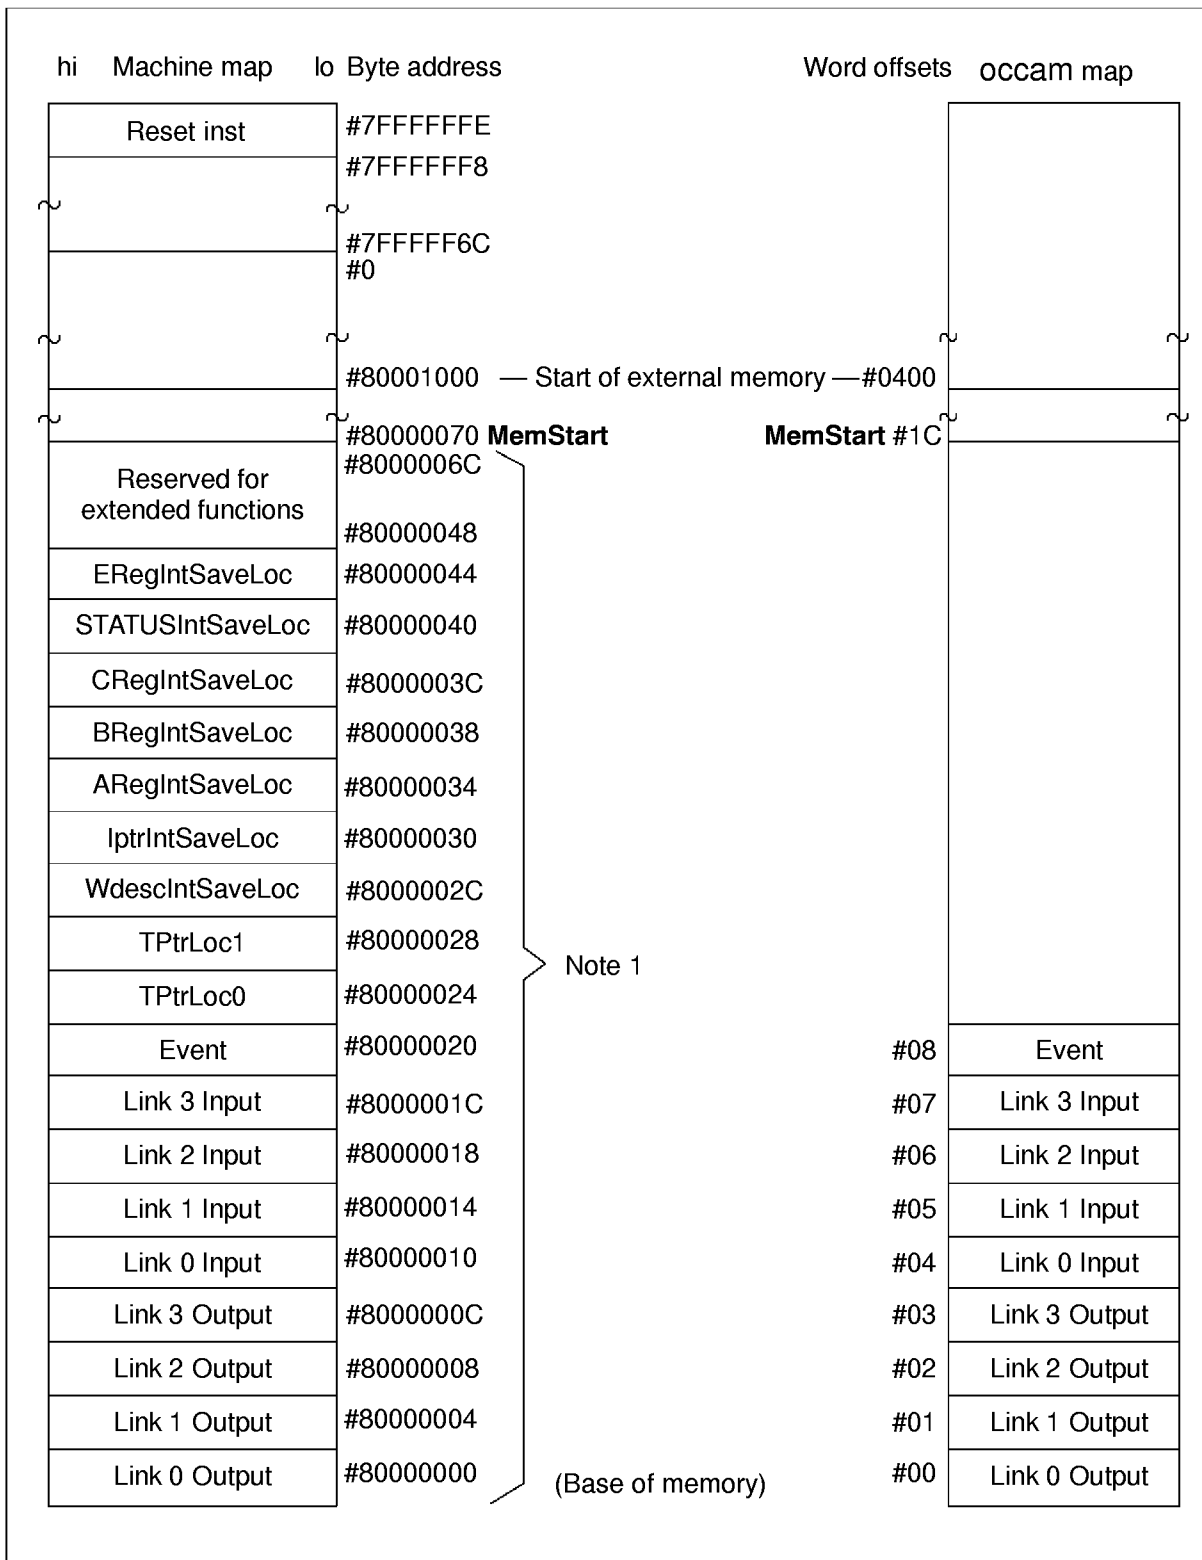 hi Machine map lo Byte address Word offsets occam map
Reset inst #7FFFFFFE
#7FFFFFF8
#7FFFFF6C
#0
#80001000 — Start of external memory — #0400
#80000070 MemStart MemStart #1C
#8000006C
Reserved for
extended functions
#80000048
ERegIntSaveLoc #80000044
STATUSIntSaveLoc #80000040
CRegIntSaveLoc #8000003C
BRegIntSaveLoc #80000038
ARegIntSaveLoc #80000034
IptrIntSaveLoc #80000030
WdescIntSaveLoc #8000002C
TPtrLoc1 #80000028
Note 1
TPtrLoc0 #80000024
Event #80000020 #08 Event
Link 3 Input #8000001C #07 Link 3 Input
Link 2 Input #80000018 #06 Link 2 Input
Link 1 Input #80000014 #05 Link 1 Input
Link 0 Input #80000010 #04 Link 0 Input
Link 3 Output #8000000C #03 Link 3 Output
Link 2 Output #80000008 #02 Link 2 Output
Link 1 Output #80000004 #01 Link 1 Output
Link 0 Output #80000000 (Base of memory) #00 Link 0 Output